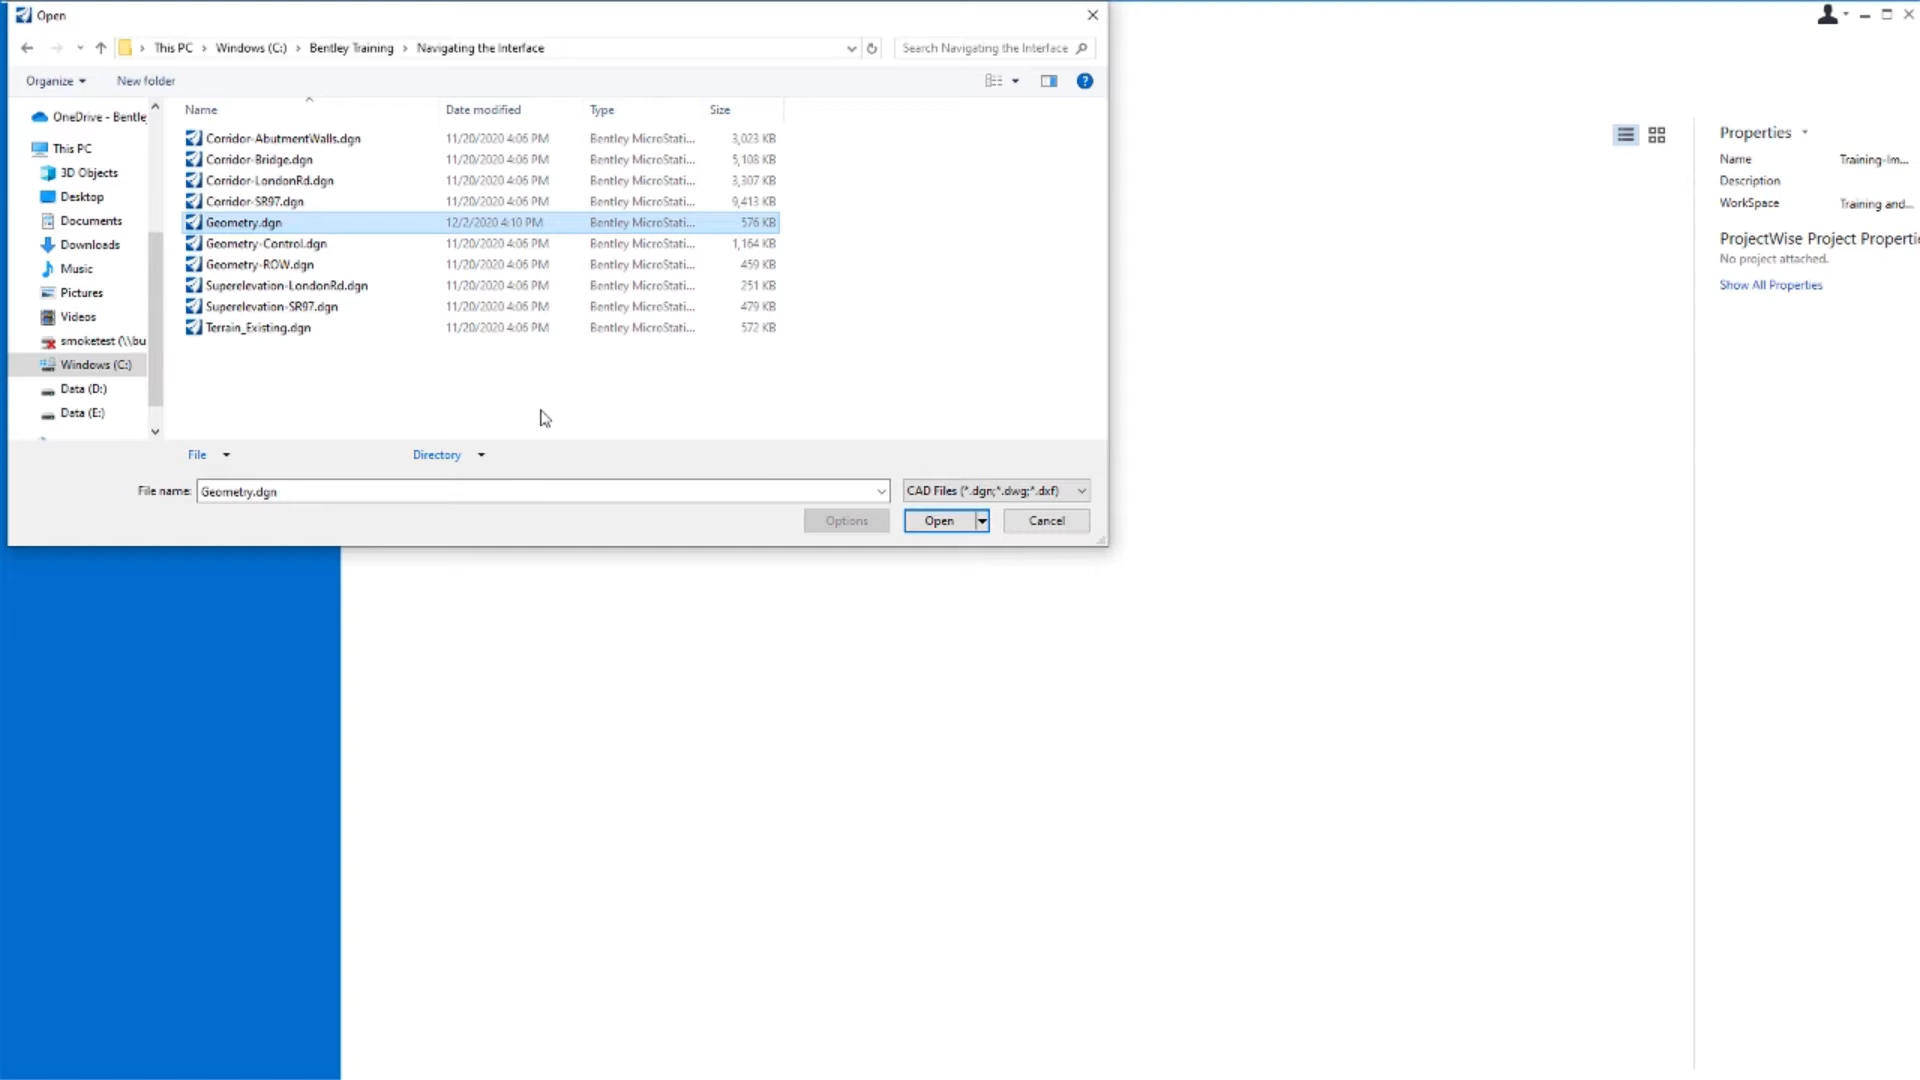 Open
This PC > Windows (C:) > Bentley Training > Navigating the Interface
Search Navigating the Interface
Organize
New folder
Name Date modified Type Size
OneDrive - Bentley
This PC
3D Objects
Desktop
Documents
Downloads
Music
Pictures
Videos
smoketest (\\bu
Windows (C:)
Data (D:)
Data (E:)
Corridor-AbutmentWalls.dgn 11/20/2020 4:06 PM Bentley MicroStati... 3,023 KB
Corridor-Bridge.dgn 11/20/2020 4:06 PM Bentley MicroStati... 5,108 KB
Corridor-LondonRd.dgn 11/20/2020 4:06 PM Bentley MicroStati... 3,307 KB
Corridor-SR97.dgn 11/20/2020 4:06 PM Bentley MicroStati... 9,413 KB
Geometry.dgn 12/2/2020 4:10 PM Bentley MicroStati... 576 KB
Geometry-Control.dgn 11/20/2020 4:06 PM Bentley MicroStati... 1,164 KB
Geometry-ROW.dgn 11/20/2020 4:06 PM Bentley MicroStati... 459 KB
Superelevation-LondonRd.dgn 11/20/2020 4:06 PM Bentley MicroStati... 251 KB
Superelevation-SR97.dgn 11/20/2020 4:06 PM Bentley MicroStati... 479 KB
Terrain_Existing.dgn 11/20/2020 4:06 PM Bentley MicroStati... 572 KB
File
Directory
File name: Geometry.dgn
CAD Files (*.dgn;*.dwg;*.dxf)
Options
Open
Cancel
Properties
Name Training-Im...
Description
WorkSpace Training and...
ProjectWise Project Properti
No project attached.
Show All Properties